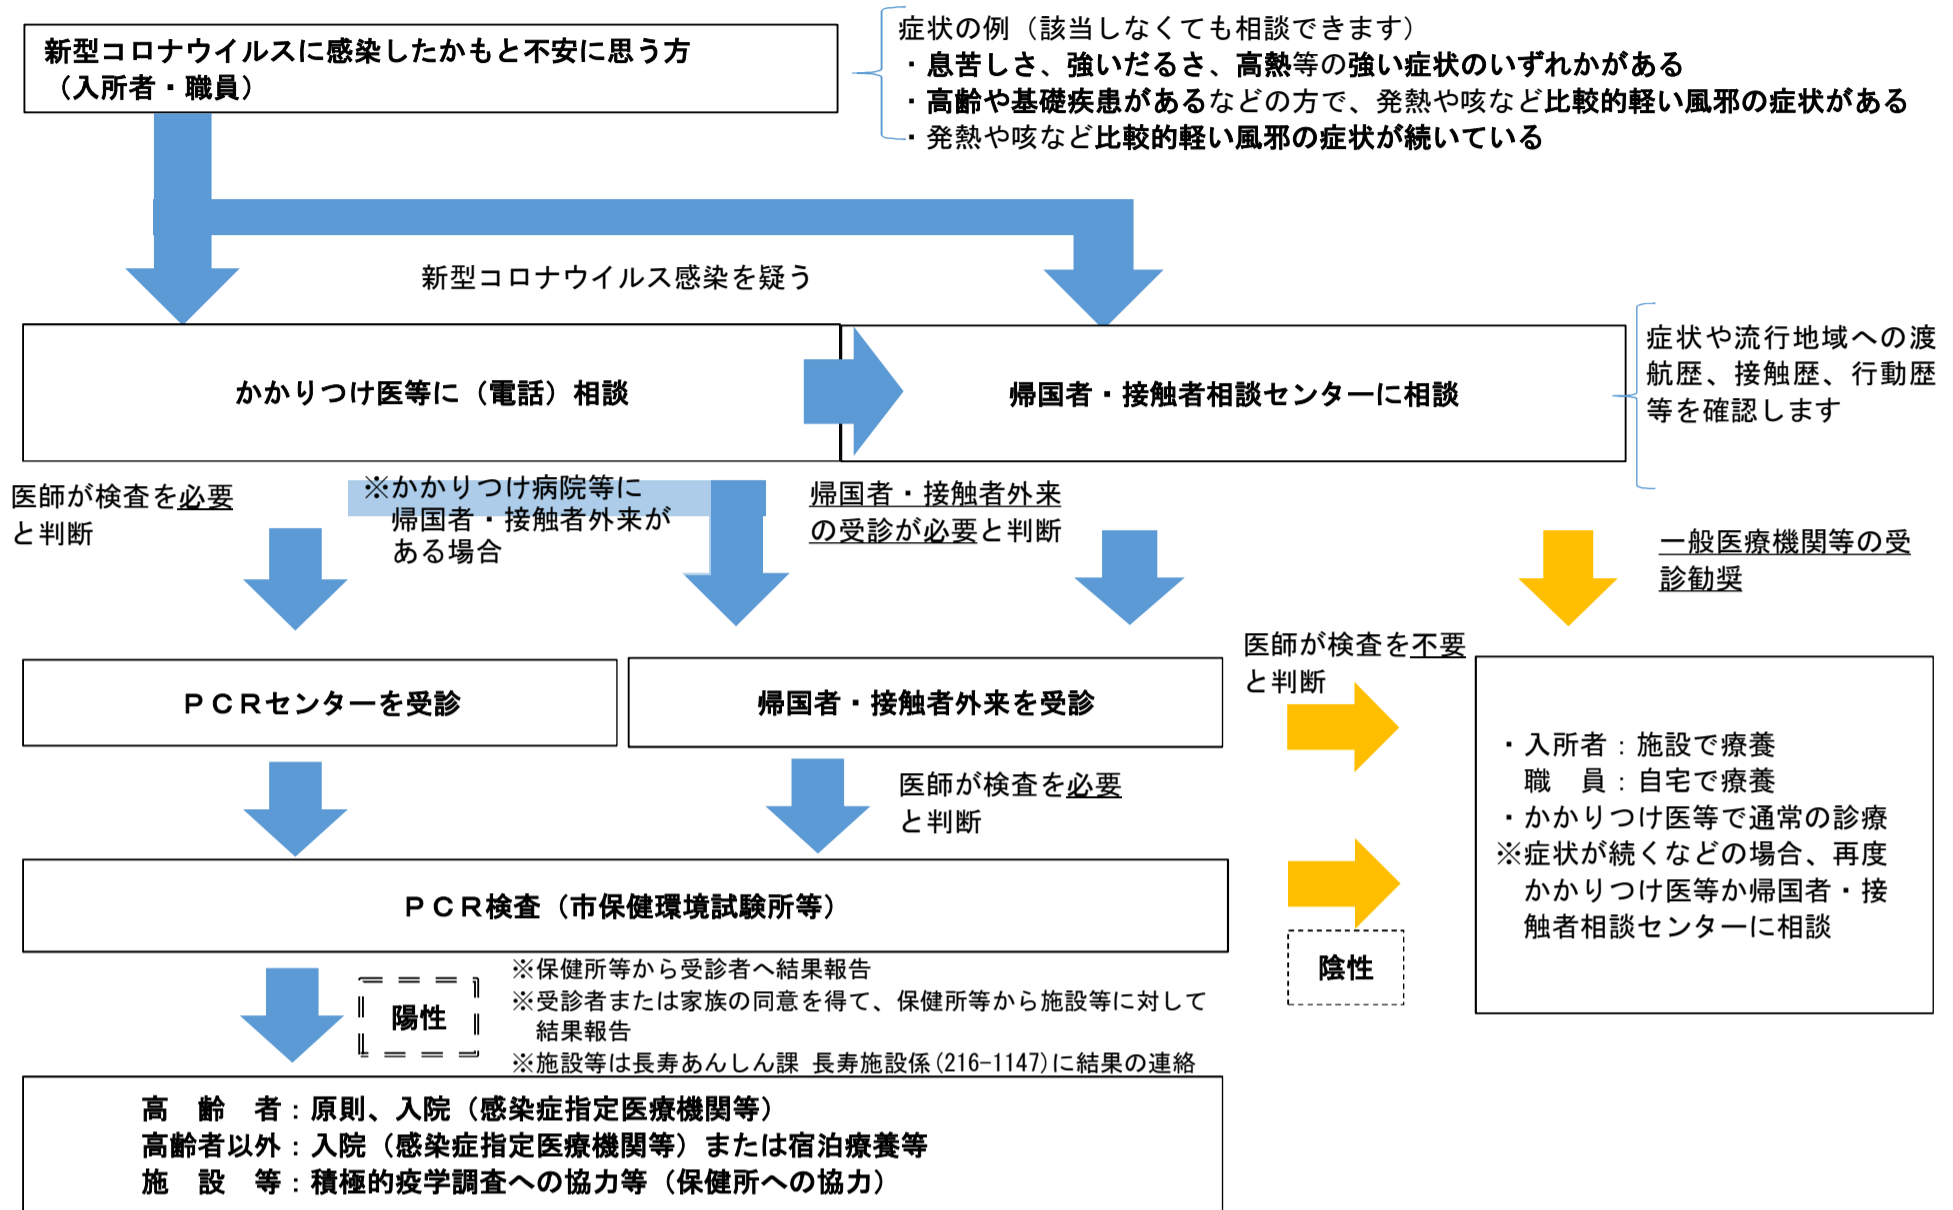 新型コロナウイルスに感染したかもと不安に思う方
（入所者・職員）
症状の例（該当しなくても相談できます）
・息苦しさ、強いだるさ、高熱等の強い症状のいずれかがある
・高齢や基礎疾患があるなどの方で、発熱や咳など比較的軽い風邪の症状がある
・発熱や咳など比較的軽い風邪の症状が続いている
新型コロナウイルス感染を疑う
かかりつけ医等に（電話）相談
帰国者・接触者相談センターに相談
症状や流行地域への渡
航歴、接触歴、行動歴
等を確認します
医師が検査を必要
と判断
※かかりつけ病院等に
帰国者・接触者外来が
ある場合
帰国者・接触者外来
の受診が必要と判断
一般医療機関等の受
診勧奨
ＰＣＲセンターを受診
帰国者・接触者外来を受診
医師が検査を不要
と判断
医師が検査を必要
と判断
・入所者：施設で療養
職　員：自宅で療養
・かかりつけ医等で通常の診療
※症状が続くなどの場合、再度
かかりつけ医等か帰国者・接
触者相談センターに相談
ＰＣＲ検査（市保健環境試験所等）
陰性
陽性
※保健所等から受診者へ結果報告
※受診者または家族の同意を得て、保健所等から施設等に対して
結果報告
※施設等は長寿あんしん課 長寿施設係(216-1147)に結果の連絡
高　齢　者：原則、入院（感染症指定医療機関等）
高齢者以外：入院（感染症指定医療機関等）または宿泊療養等
施　設　等：積極的疫学調査への協力等（保健所への協力）